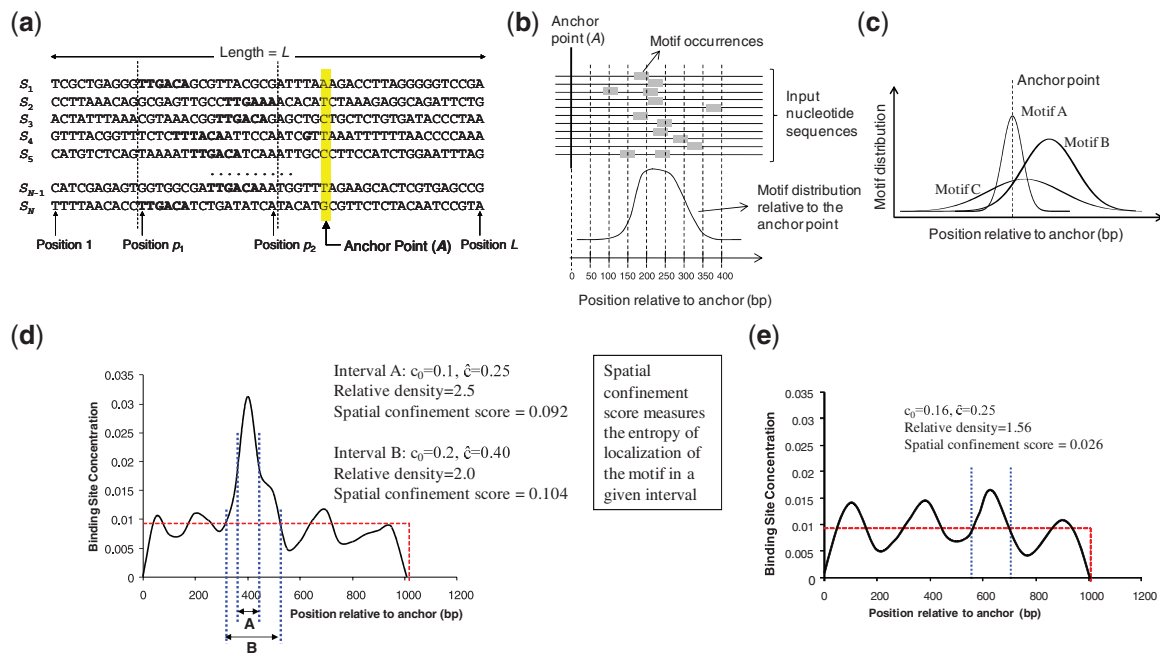 (a)
Length = L
S1 TCGCTGAGGGTTGACAGCGTTACGCGATTTAAAGACCTTAGGGGGTCCGA
S2 CCTTAAACAGGCGAGTTGCCTTGAAAACACATCTAAAGAGGCAGATTCTG
S3 ACTATTTAAACGTAAACGGTTGACAGAGCTGCTGCTCTGTGATACCCTAA
S4 GTTTACGGTTTCTCTTTACAATTCCAATCGTTAAATTTTTAACCCCAAA
S5 CATGTCTCAGTAAAATTTGACATCAAATTGCCCTTCCATCTGGAATTTAG
. . . . . . . .
SN-1 CATCGAGAGTGGTGGCGATTGACAAATGGTTTAGAAGCACTCGTGAGCCG
SN TTTTAACACCTTGACATCTGATATCATACATGCGTTCTCTACAATCCGTA
Position 1
Position p1
Position p2
Anchor Point (A)
Position L
(b)
Anchor
point (A)
Motif occurrences
Input
nucleotide
sequences
Motif distribution
relative to the
anchor point
0 50 100 150 200 250 300 350 400
Position relative to anchor (bp)
(c)
Anchor point
Motif A
Motif B
Motif C
Motif distribution
Position relative to anchor (bp)
(d)
Interval A: c0=0.1, ĉ=0.25
Relative density=2.5
Spatial confinement score = 0.092
Interval B: c0=0.2, ĉ=0.40
Relative density=2.0
Spatial confinement score = 0.104
Binding Site Concentration
0.035
0.03
0.025
0.02
0.015
0.01
0.005
0
0 200 400 600 800 1000 1200
Position relative to anchor (bp)
A
B
Spatial
confinement
score measures
the entropy of
localization of
the motif in a
given interval
(e)
c0=0.16, ĉ=0.25
Relative density=1.56
Spatial confinement score = 0.026
Binding Site Concentration
0.035
0.03
0.025
0.02
0.015
0.01
0.005
0
0 200 400 600 800 1000 1200
Position relative to anchor (bp)